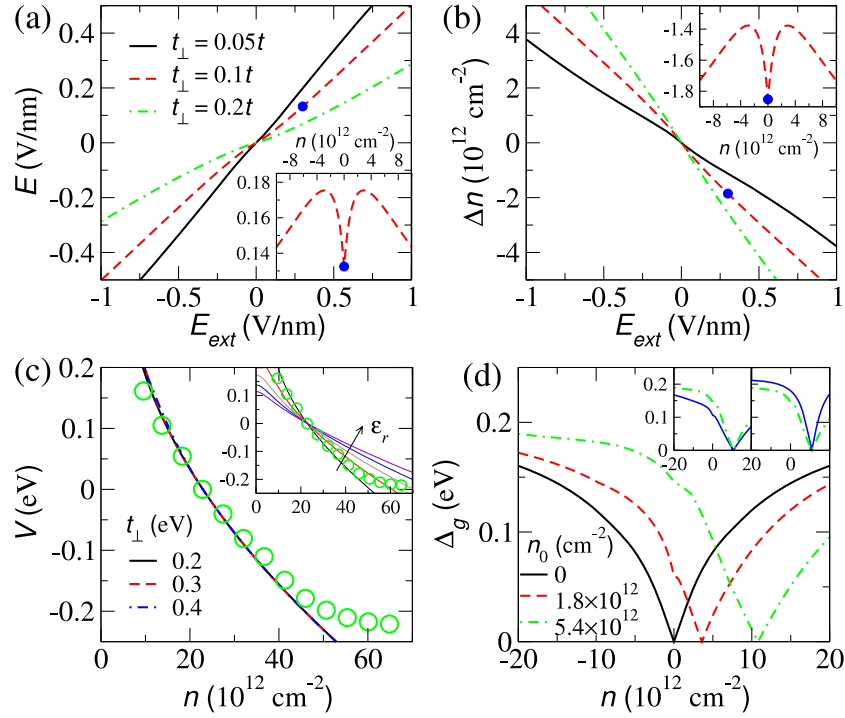 (a)
0.4
0.2
0
-0.2
-0.4
E (V/nm)
t⊥ = 0.05t
t⊥ = 0.1t
t⊥ = 0.2t
n (10¹² cm⁻²)
-8 -4 0 4 8
0.18
0.16
0.14
-1 -0.5 0 0.5 1
E_ext (V/nm)
(b)
4
2
0
-2
-4
Δn (10¹² cm⁻²)
-1.4
-1.6
-1.8
-8 -4 0 4 8
n (10¹² cm⁻²)
-1 -0.5 0 0.5 1
E_ext (V/nm)
(c)
0.2
0.1
0
-0.1
-0.2
V (eV)
0.2
0.1
0
-0.1
-0.2
0 20 40 60
εr
t⊥ (eV)
0.2
0.3
0.4
0 20 40 60
n (10¹² cm⁻²)
(d)
0.2
0.1
0
Δg (eV)
0.2
0.1
0
-20 0 -20 0 20
n₀ (cm⁻²)
0
1.8×10¹²
5.4×10¹²
-20 -10 0 10 20
n (10¹² cm⁻²)